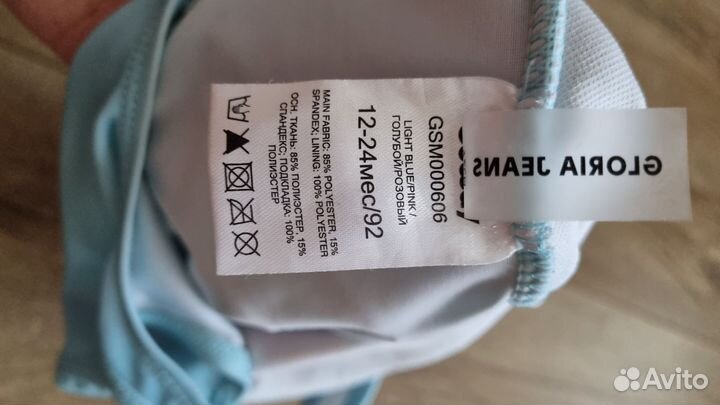 GLORIA JEANS
GSM000606
LIGHT BLUE/PINK /
ГОЛУБОЙ/РОЗОВЫЙ
12-24мес/92
MAIN FABRIC: 85% POLYESTER, 15%
SPANDEX; LINING: 100% POLYESTER
ОСН. ТКАНЬ: 85% ПОЛИЭСТЕР, 15%
СПАНДЕКС; ПОДКЛАДКА: 100%
ПОЛИЭСТЕР
Avito